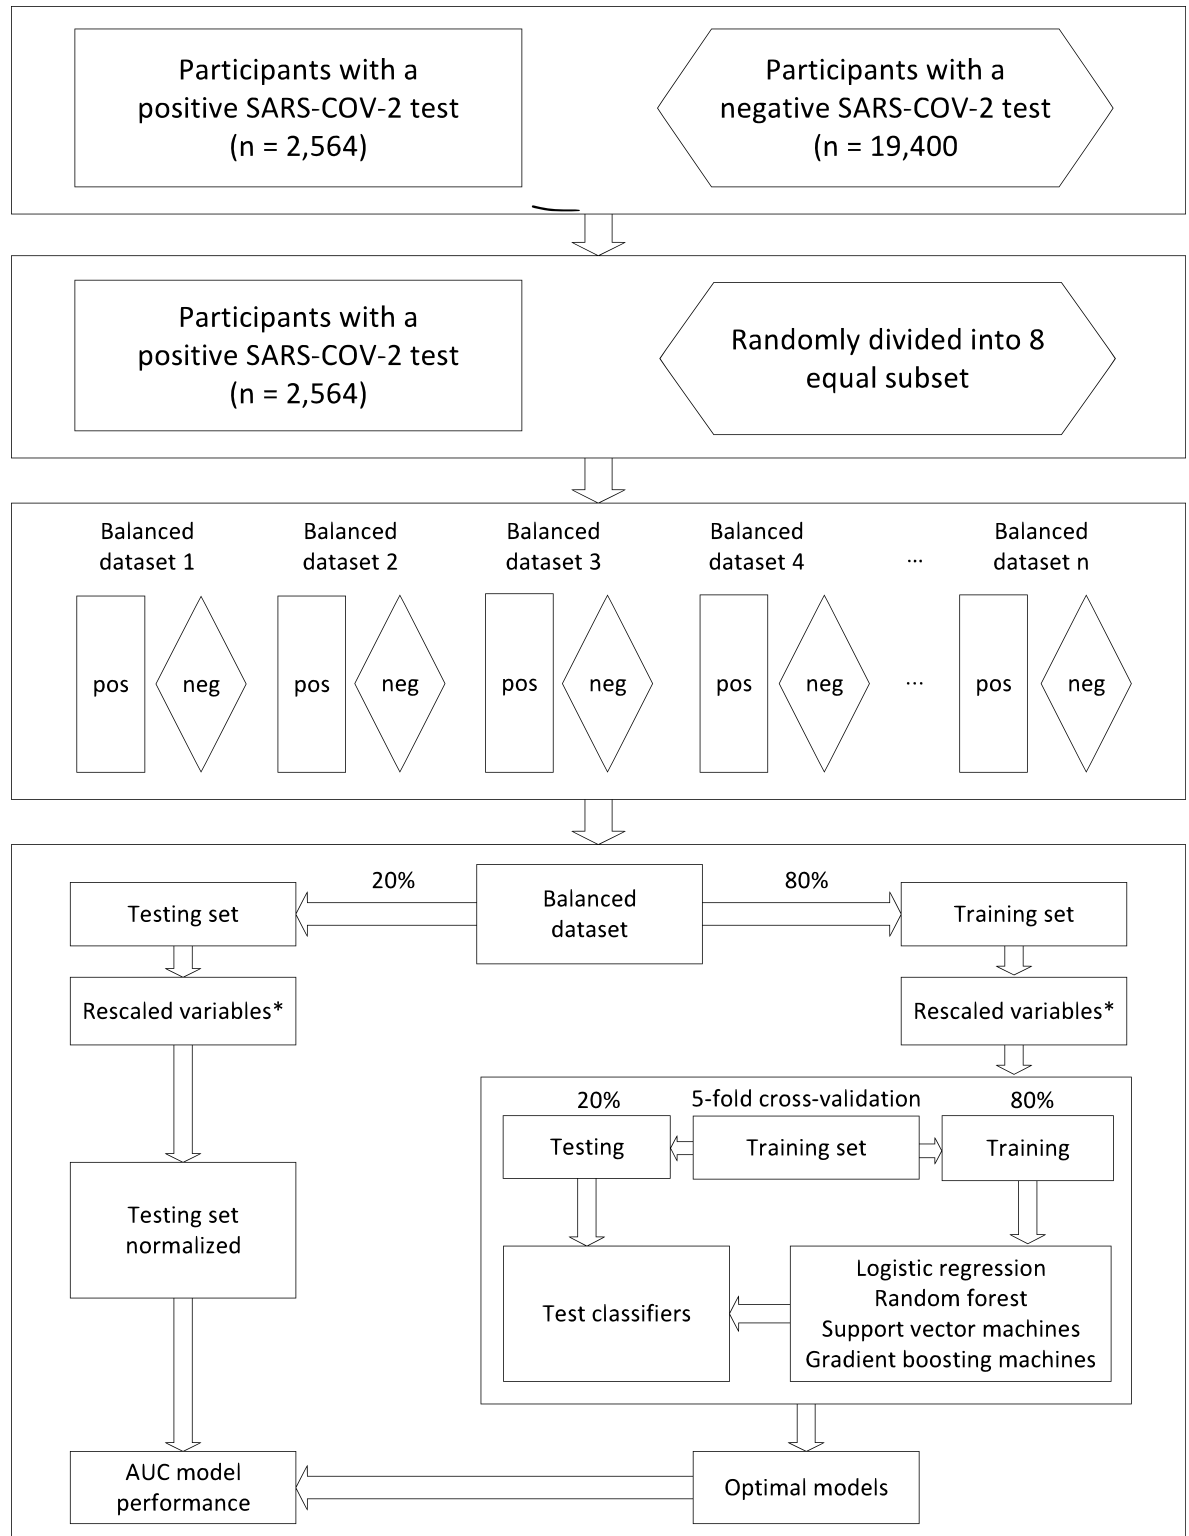 Participants with a
positive SARS-COV-2 test
(n = 2,564)
Participants with a
negative SARS-COV-2 test
(n = 19,400
Participants with a
positive SARS-COV-2 test
(n = 2,564)
Randomly divided into 8
equal subset
Balanced
dataset 1
Balanced
dataset 2
Balanced
dataset 3
Balanced
dataset 4
...
Balanced
dataset n
pos
neg
pos
neg
pos
neg
pos
neg
...
pos
neg
20%
Balanced
dataset
80%
Testing set
Training set
Rescaled variables*
Rescaled variables*
20%
5-fold cross-validation
80%
Testing
Training set
Training
Testing set
normalized
Test classifiers
Logistic regression
Random forest
Support vector machines
Gradient boosting machines
AUC model
performance
Optimal models